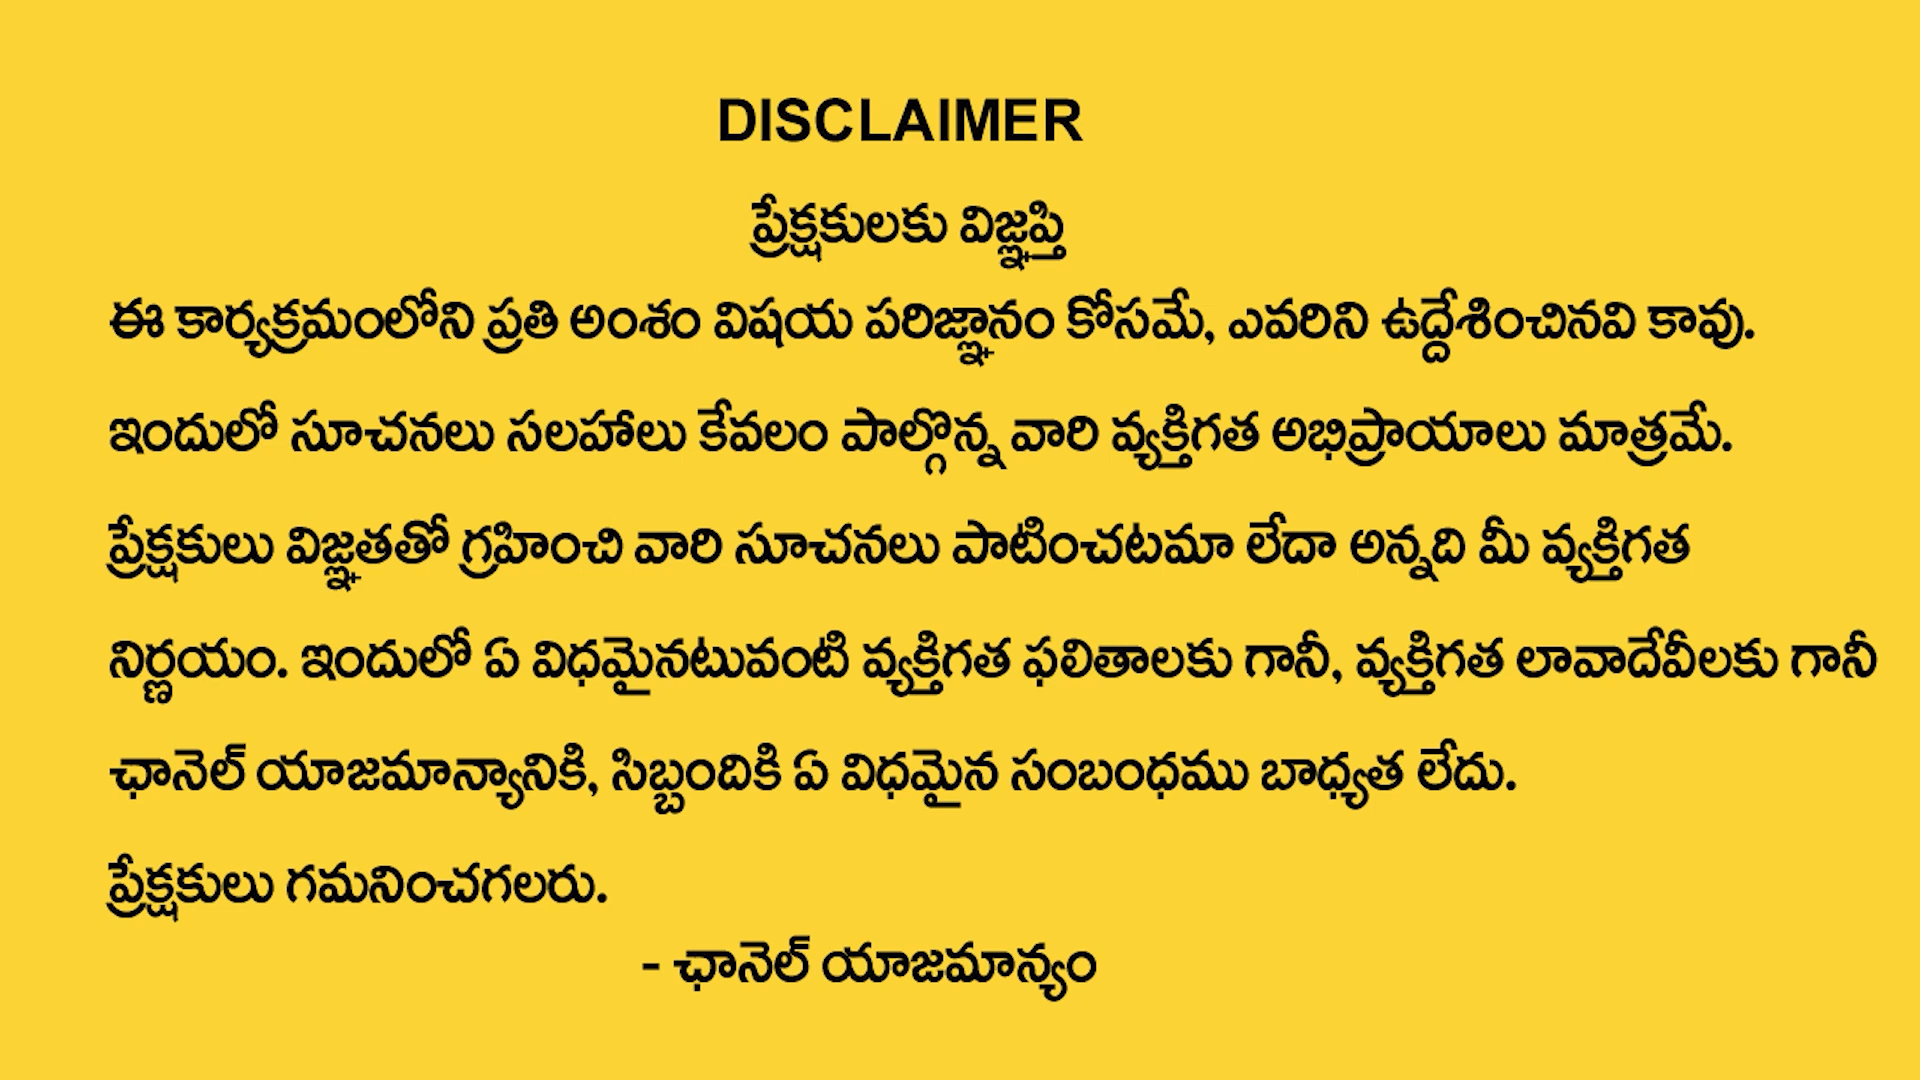 DISCLAIMER
ప్రేక్షకులకు విజ్ఞప్తి
ఈ కార్యక్రమంలోని ప్రతి అంశం విషయ పరిజ్ఞానం కోసమే, ఎవరిని ఉద్దేశించినవి కావు.
ఇందులో సూచనలు సలహాలు కేవలం పాల్గొన్న వారి వ్యక్తిగత అభిప్రాయాలు మాత్రమే.
ప్రేక్షకులు విజ్ఞతతో గ్రహించి వారి సూచనలు పాటించటమా లేదా అన్నది మీ వ్యక్తిగత
నిర్ణయం. ఇందులో ఏ విధమైనటువంటి వ్యక్తిగత ఫలితాలకు గానీ, వ్యక్తిగత లావాదేవీలకు గానీ
ఛానెల్ యాజమాన్యానికి, సిబ్బందికి ఏ విధమైన సంబంధము బాధ్యత లేదు.
ప్రేక్షకులు గమనించగలరు.
- ఛానెల్ యాజమాన్యం